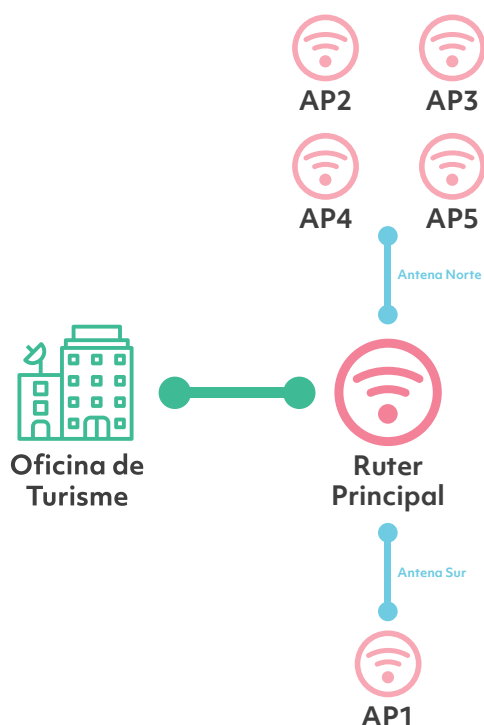 AP2
AP3
AP4
AP5
Antena Norte
Oficina de
Turisme
Ruter
Principal
Antena Sur
AP1